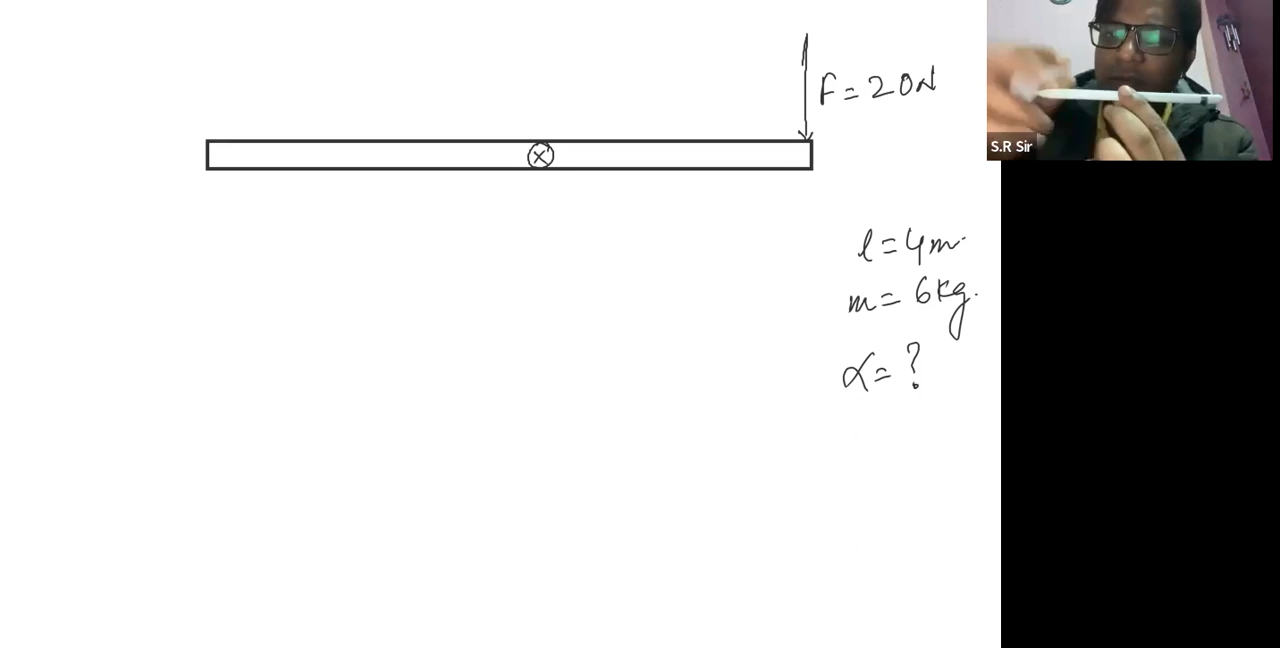 F = 20N
S.R Sir
l = 4m
m = 6kg.
α = ?